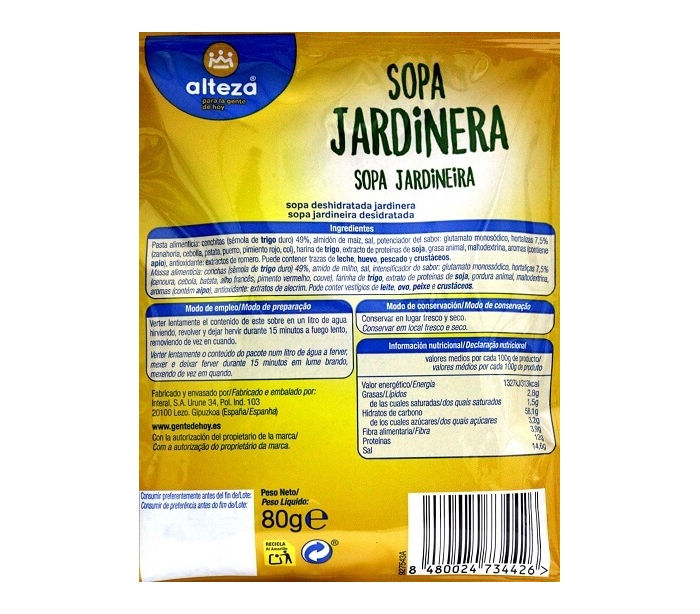 alteza®
para la gente
de hoy
SOPA
JARDINERA
SOPA JARDINEIRA
sopa deshidratada jardinera
sopa jardineira desidratada
Ingredientes
Pasta alimenticia: conchitas (sémola de trigo duro) 49%, almidón de maíz, sal, potenciador del sabor: glutamato monosódico, hortalizas 7,5%
(zanahoria, cebolla, patata, puerro, pimiento rojo, col), harina de trigo, extracto de proteínas de soja, grasa animal, maltodextrina, aromas (contiene
apio), antioxidante: extractos de romero. Puede contener trazas de leche, huevo, pescado y crustáceos.
Massa alimentícia: conchas (sêmola de trigo duro) 49%, amido de milho, sal, intensificador do sabor: glutamato monossódico, hortaliças 7,5%
(cenoura, cebola, batata, alho francês, pimento vermelho, couve), farinha de trigo, extrato de proteínas de soja, gordura animal, maltodextrina,
aromas (contém aipo), antioxidante: extratos de alecrim. Pode conter vestígios de leite, ovo, peixe e crustáceos.
Modo de empleo/Modo de preparação
Verter lentamente el contenido de este sobre en un litro de agua
hirviendo, revolver y dejar hervir durante 15 minutos a fuego lento,
removiendo de vez en cuando.
Verter lentamente o conteúdo do pacote num litro de água a ferver,
mexer e deixar ferver durante 15 minutos em lume brando,
mexendo de vez em quando.
Fabricado y envasado por/Fabricado e embalado por:
Interal, S.A. Urune 34, Pol. Ind. 103
20100 Lezo. Gipuzkoa (España/Espanha)
www.gentedehoy.es
Con la autorización del propietario de la marca/
Com a autorização do proprietário da marca.
Modo de conservación/Modo de conservação
Conservar en lugar fresco y seco.
Conservar em local fresco e seco.
Información nutricional/Declaração nutricional
valores medios por cada 100g de producto/
valores médios por cada 100g de produto
Valor energético/Energia 1327kJ313kcal
Grasas/Lípidos 2,8g
de las cuales saturadas/dos quais saturados 1,5g
Hidratos de carbono 58,1g
de los cuales azúcares/dos quais açúcares 3,2g
Fibra alimentaria/Fibra 3,9g
Proteínas 12g
Sal 14,6g
Consumir preferentemente antes del fin de/Lote:
Consumir de preferência antes do fim de/Lote:
Peso Neto/
Peso Líquido:
80g e
RECICLA
Al Amarillo
®
927543A
8 480024 734426 >